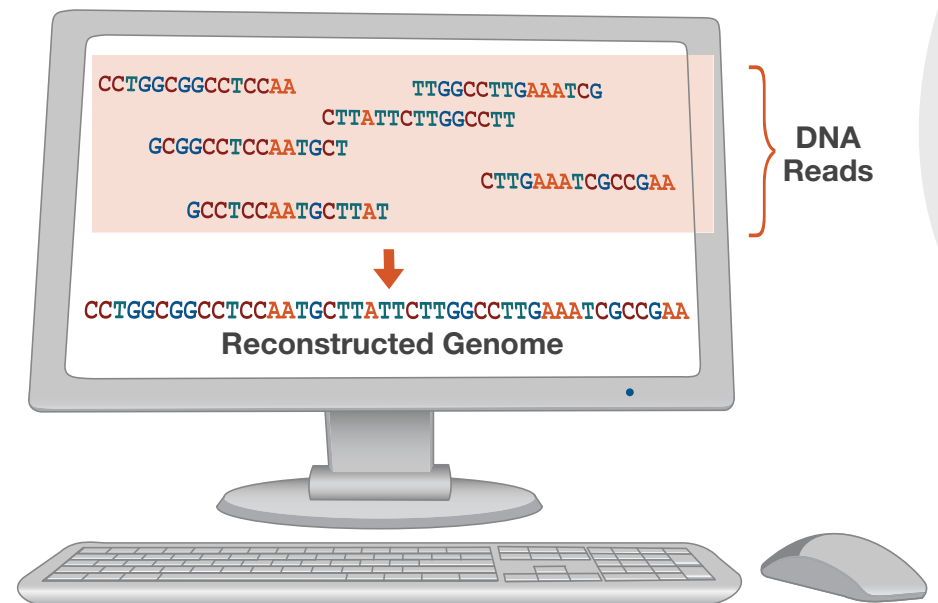 CCTGGCGGCCTCCAA
TTGGCCTTGAAATCG
CTTATTCTTGGCCTT
GCGGCCTCCAATGCT
CTTGAAATCGCCGAA
GCCTCCAATGCTTAT
DNA
Reads
CCTGGCGGCCTCCAATGCTTATTCTTGGCCTTGAAATCGCCGAA
Reconstructed Genome